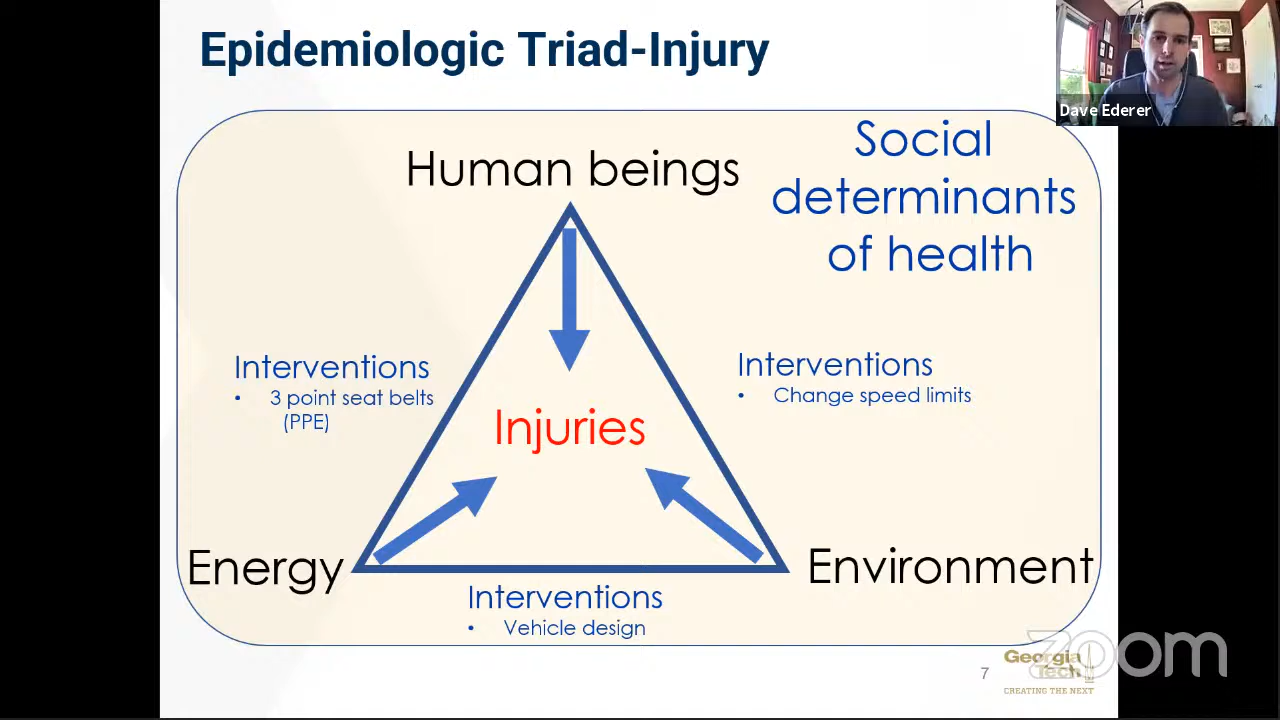 Epidemiologic Triad-Injury
Dave Ederer
Social
determinants
of health
Human beings
Interventions
• 3 point seat belts
(PPE)
Interventions
• Change speed limits
Injuries
Energy
Environment
Interventions
• Vehicle design
7
Georgia
Tech
CREATING THE NEXT
zoom